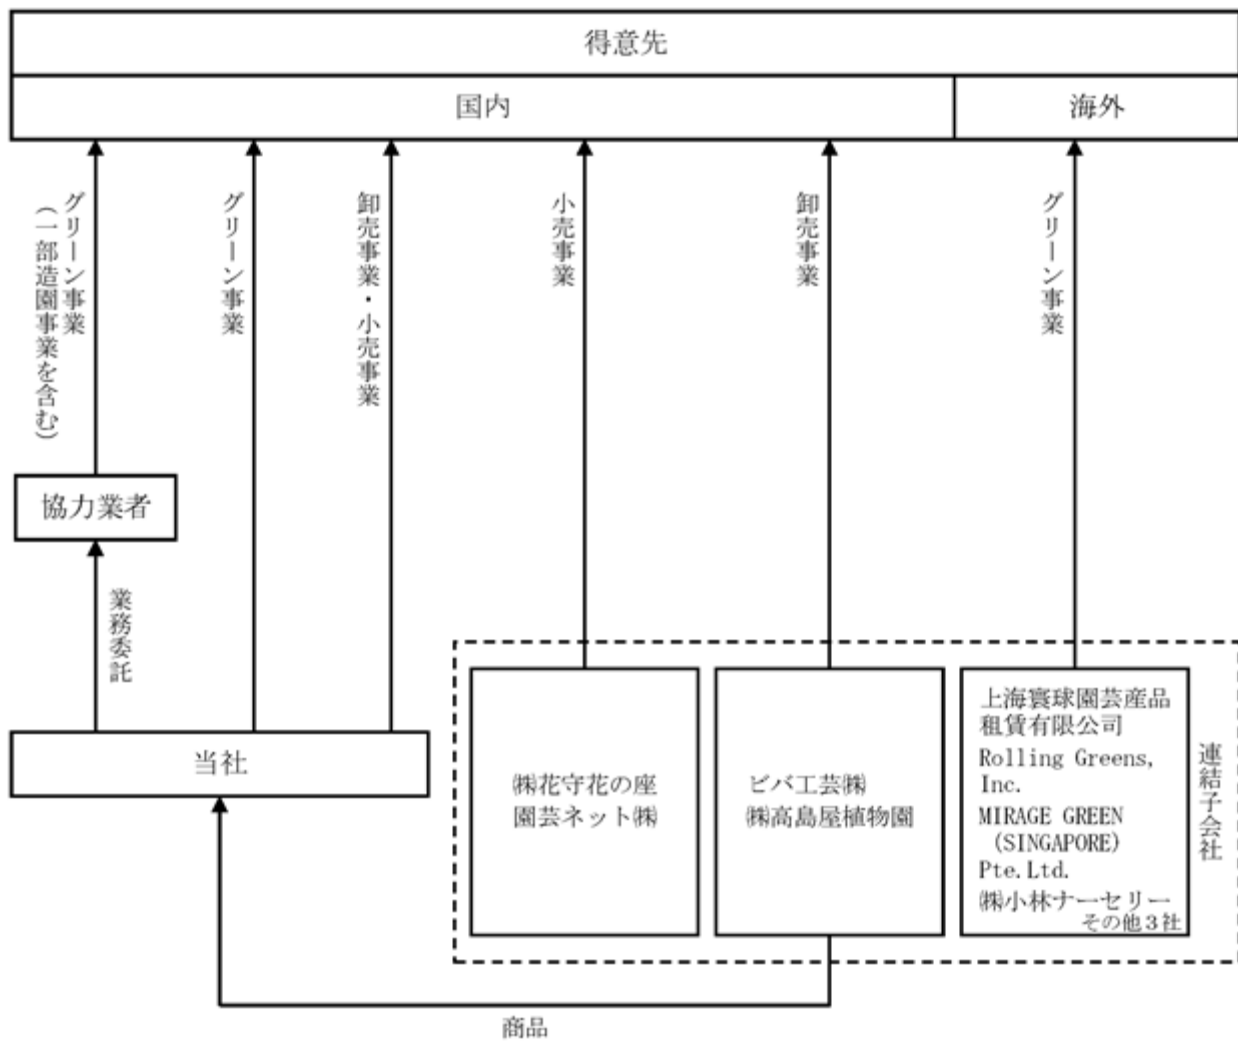 得意先
国内
海外
グリーン事業
（一部造園事業を含む）
グリーン事業
卸売事業・小売事業
小売事業
卸売事業
グリーン事業
協力業者
業務委託
当社
㈱花守花の座
園芸ネット㈱
ビバ工芸㈱
㈱髙島屋植物園
上海寰球園芸産品
租賃有限公司
Rolling Greens,
Inc.
MIRAGE GREEN
(SINGAPORE)
Pte.Ltd.
㈱小林ナーセリー
その他３社
連結子会社
商品